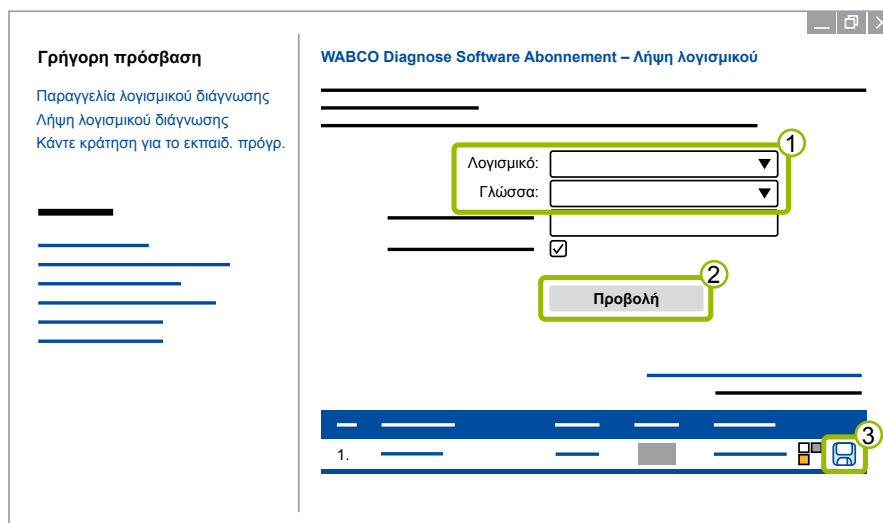 Γρήγορη πρόσβαση
Παραγγελία λογισμικού διάγνωσης
Λήψη λογισμικού διάγνωσης
Κάντε κράτηση για το εκπαιδ. πρόγρ.
WABCO Diagnose Software Abonnement – Λήψη λογισμικού
1
Λογισμικό:
Γλώσσα:
2
Προβολή
3
1.